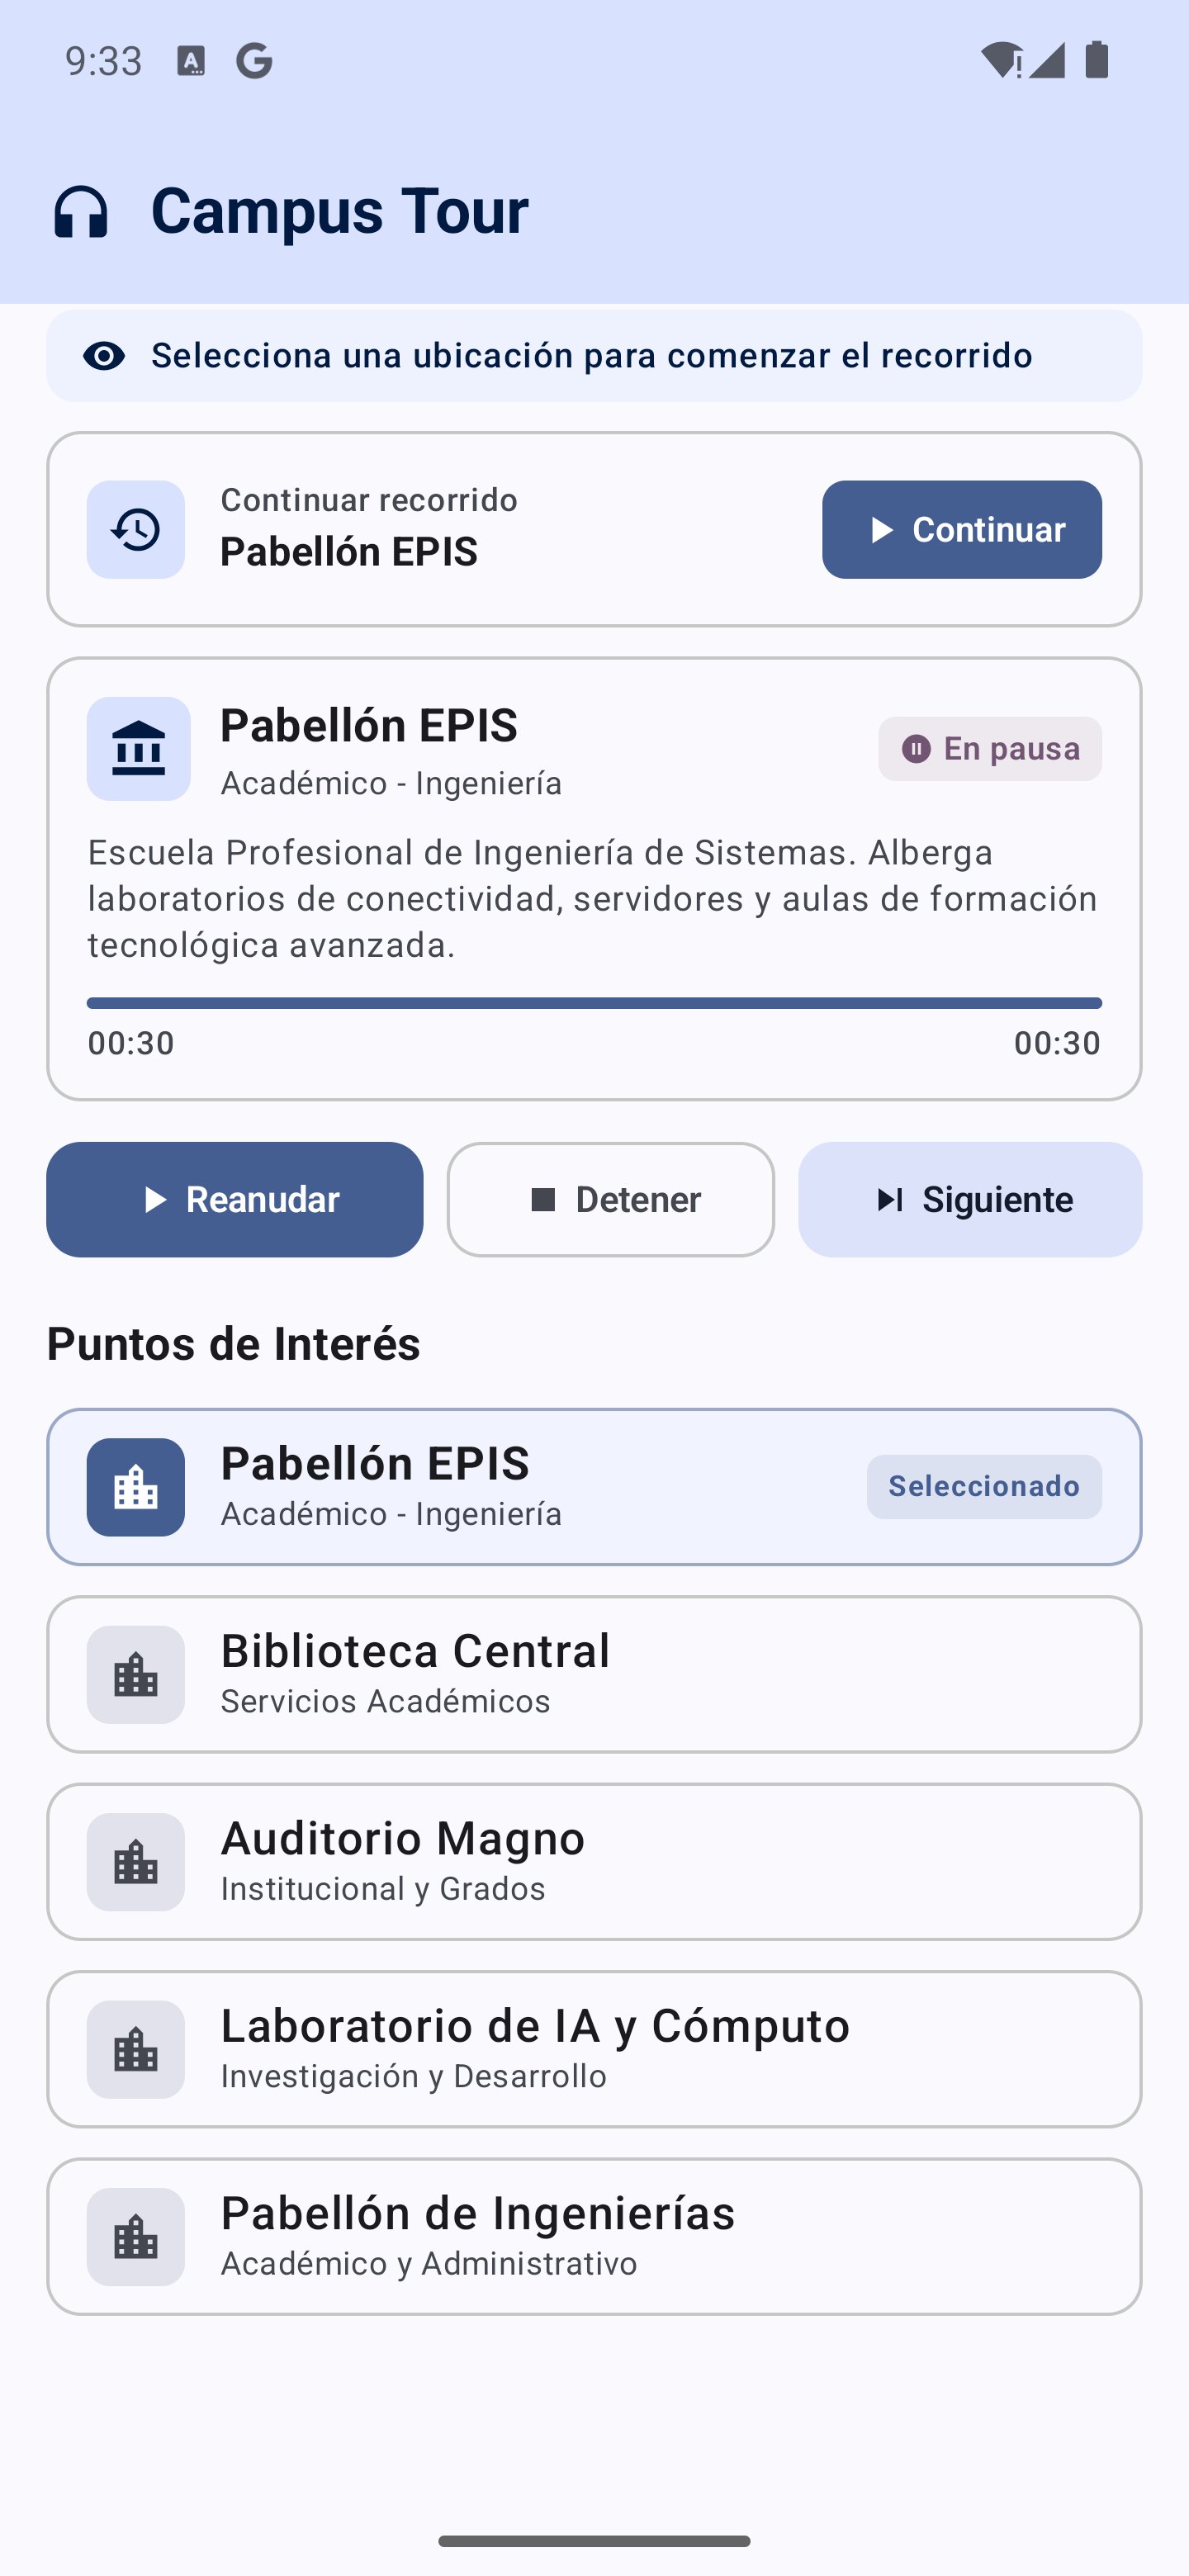 9:33
Campus Tour
Selecciona una ubicación para comenzar el recorrido
Continuar recorrido
Pabellón EPIS
Continuar
Pabellón EPIS
Académico - Ingeniería
En pausa
Escuela Profesional de Ingeniería de Sistemas. Alberga
laboratorios de conectividad, servidores y aulas de formación
tecnológica avanzada.
00:30
00:30
Reanudar
Detener
Siguiente
Puntos de Interés
Pabellón EPIS
Académico - Ingeniería
Seleccionado
Biblioteca Central
Servicios Académicos
Auditorio Magno
Institucional y Grados
Laboratorio de IA y Cómputo
Investigación y Desarrollo
Pabellón de Ingenierías
Académico y Administrativo